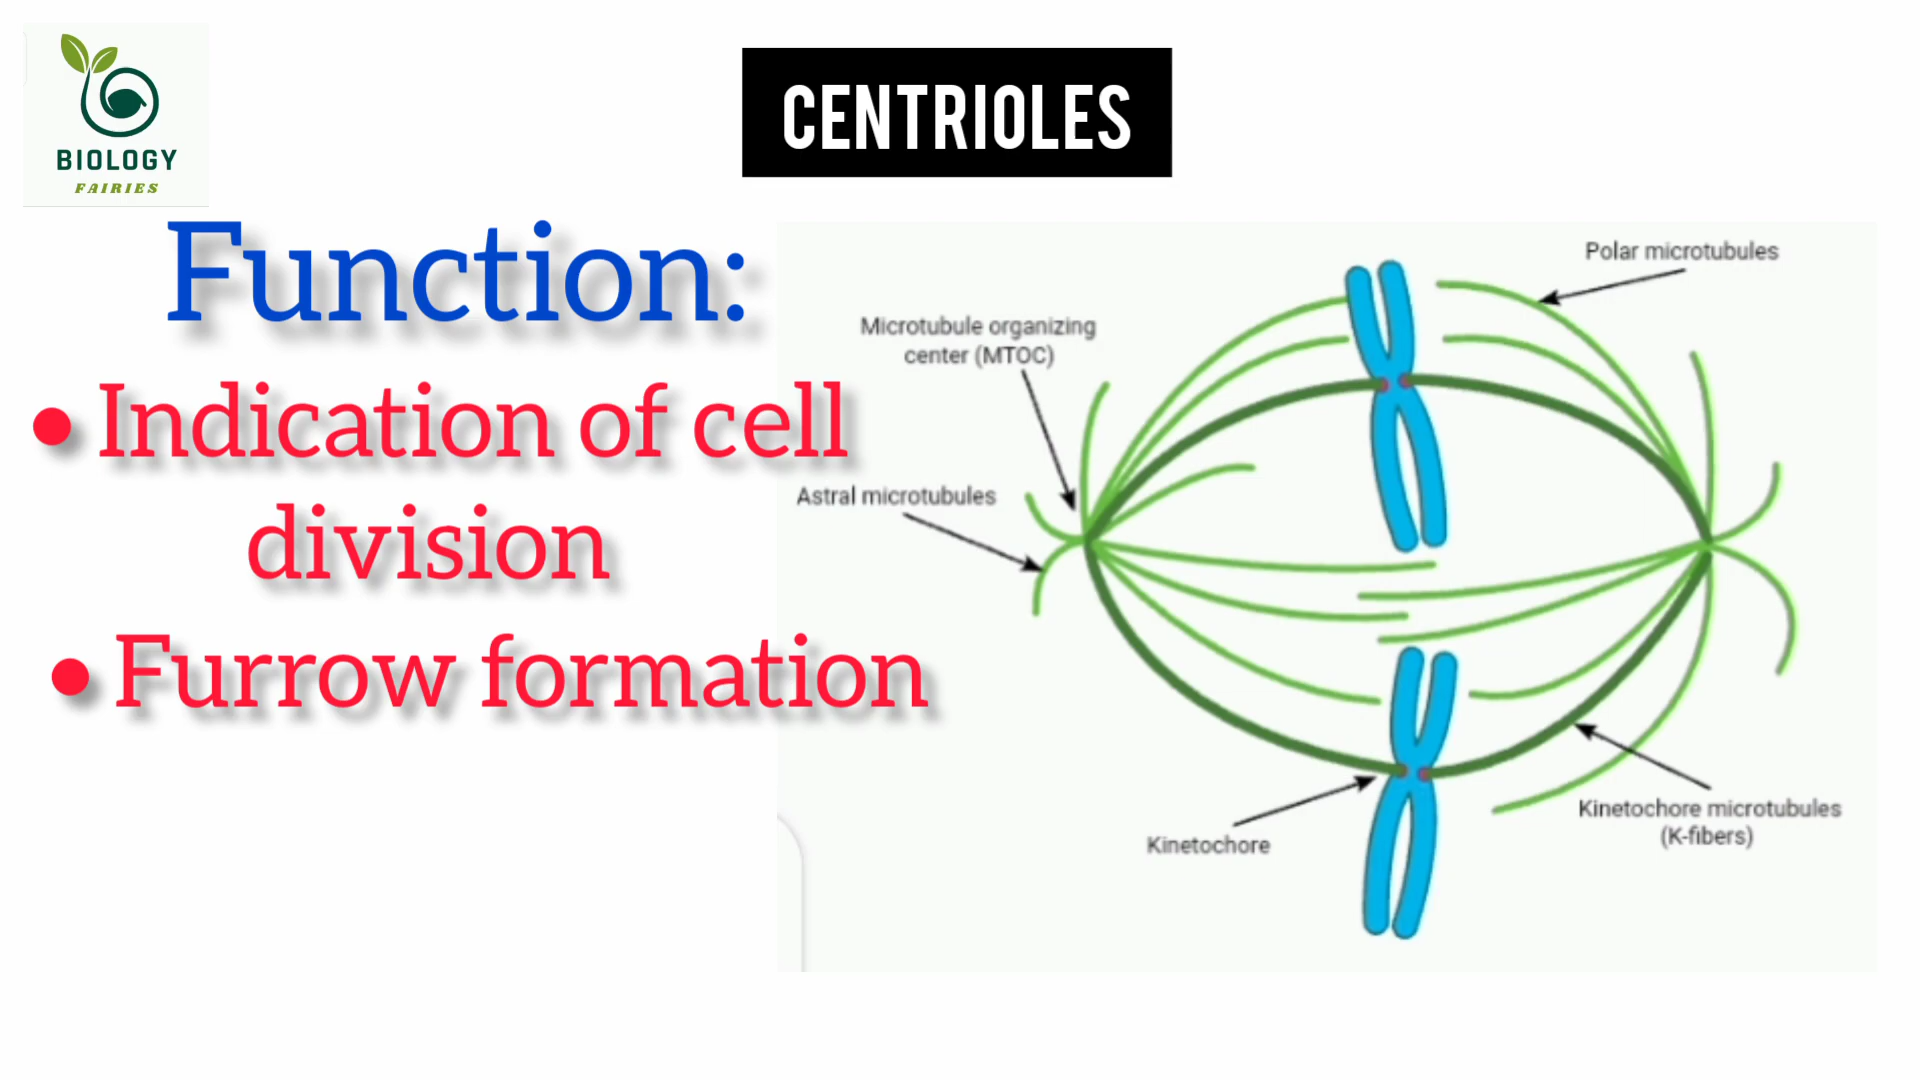 BIOLOGY
FAIRIES
CENTRIOLES
Function:
• Indication of cell
division
• Furrow formation
Polar microtubules
Microtubule organizing
center (MTOC)
Astral microtubules
Kinetochore
Kinetochore microtubules
(K-fibers)